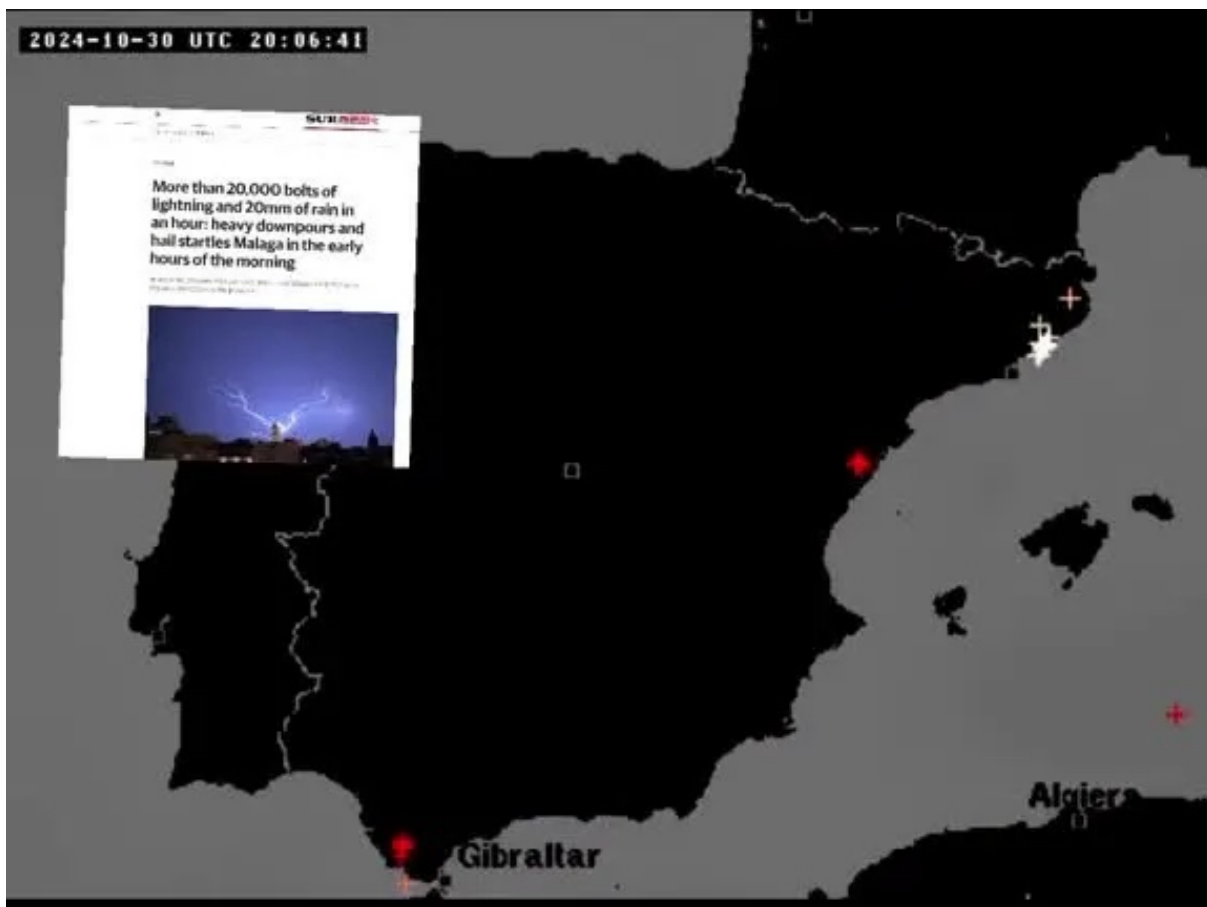 2024-10-30 UTC 20:06:41
SUR
More than 20,000 bolts of
lightning and 20mm of rain in
an hour: heavy downpours and
hail startles Malaga in the early
hours of the morning
Algiers
Gibraltar